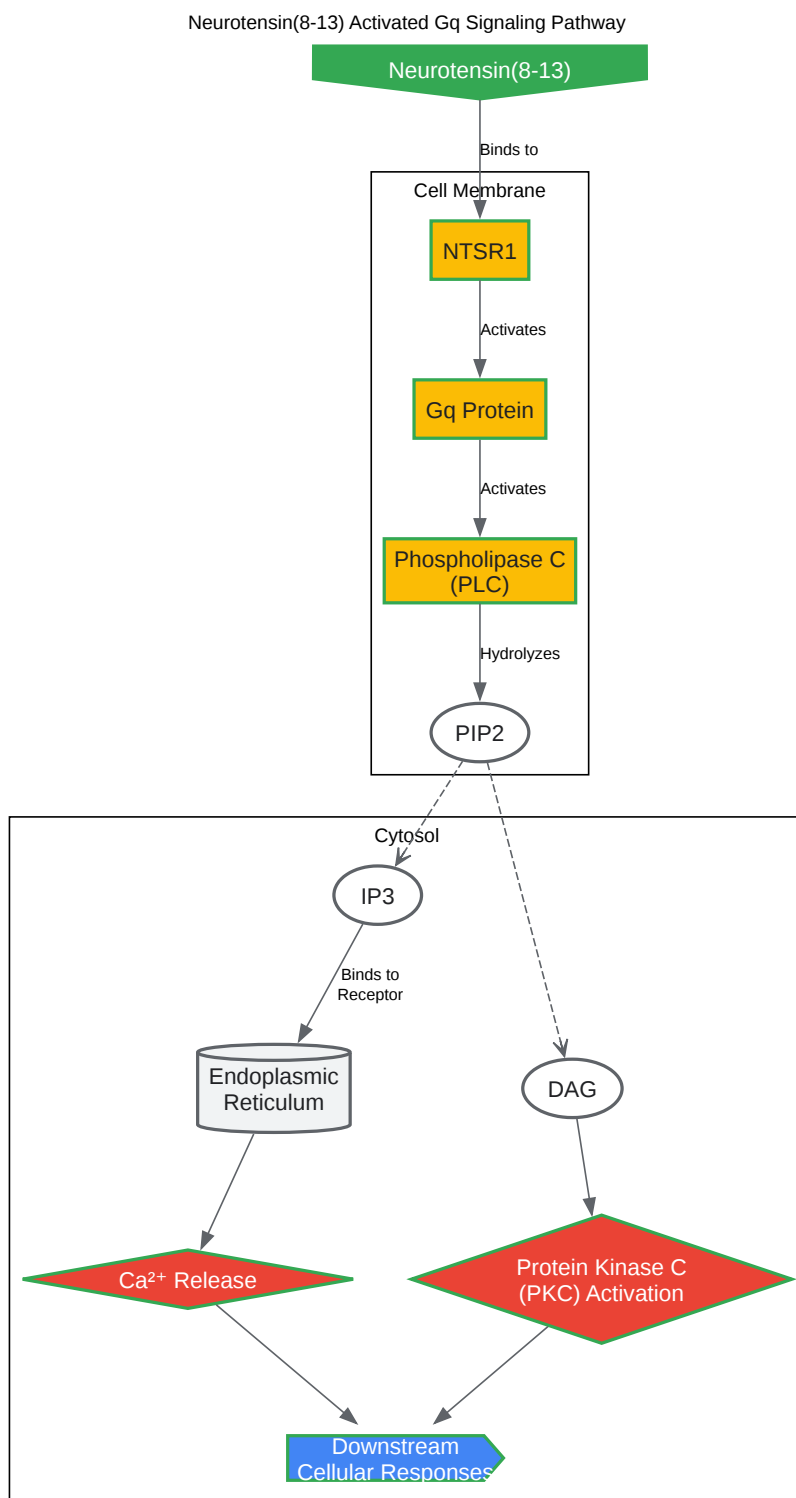 Neurotensin(8-13) Activated Gq Signaling Pathway
Neurotensin(8-13)
Binds to
Cell Membrane
NTSR1
Activates
Gq Protein
Activates
Phospholipase C
(PLC)
Hydrolyzes
PIP2
Cytosol
IP3
Binds to
Receptor
Endoplasmic
Reticulum
DAG
Ca²⁺ Release
Protein Kinase C
(PKC) Activation
Downstream
Cellular Responses